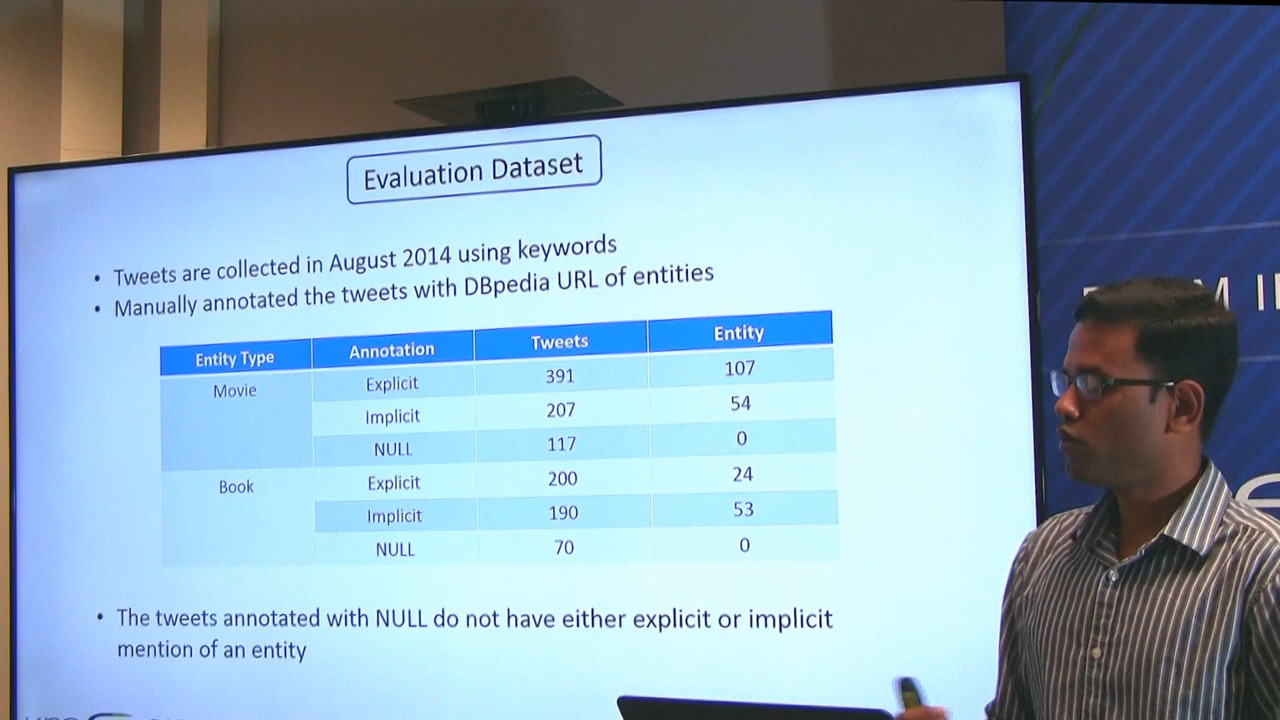 Evaluation Dataset
• Tweets are collected in August 2014 using keywords
• Manually annotated the tweets with DBpedia URL of entities
Entity Type Annotation Tweets Entity
Movie Explicit 391 107
Implicit 207 54
NULL 117 0
Book Explicit 200 24
Implicit 190 53
NULL 70 0
• The tweets annotated with NULL do not have either explicit or implicit
mention of an entity